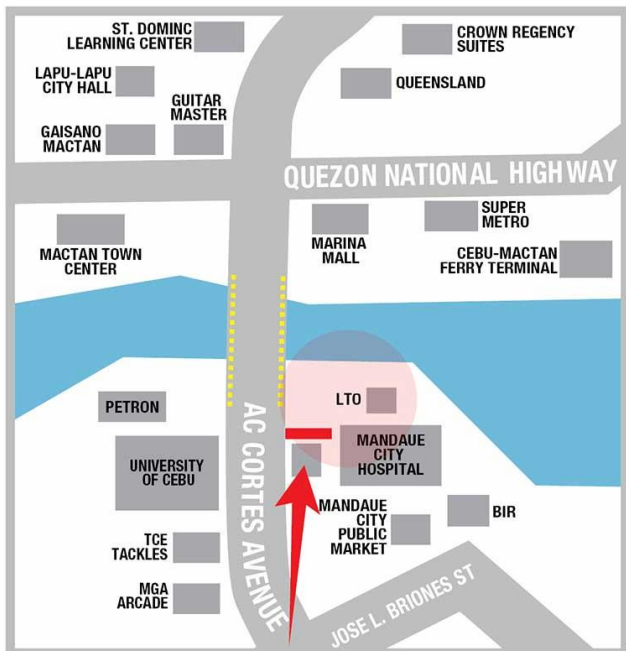 ST. DOMINC
LEARNING CENTER
CROWN REGENCY
SUITES
LAPU-LAPU
CITY HALL
QUEENSLAND
GUITAR
MASTER
GAISANO
MACTAN
QUEZON NATIONAL HIGHWAY
MACTAN TOWN
CENTER
MARINA
MALL
SUPER
METRO
CEBU-MACTAN
FERRY TERMINAL
PETRON
LTO
AC CORTES AVENUE
UNIVERSITY
OF CEBU
MANDAUE
CITY
HOSPITAL
TCE
TACKLES
MANDAUE
CITY
PUBLIC
MARKET
BIR
MGA
ARCADE
JOSE L. BRIONES ST